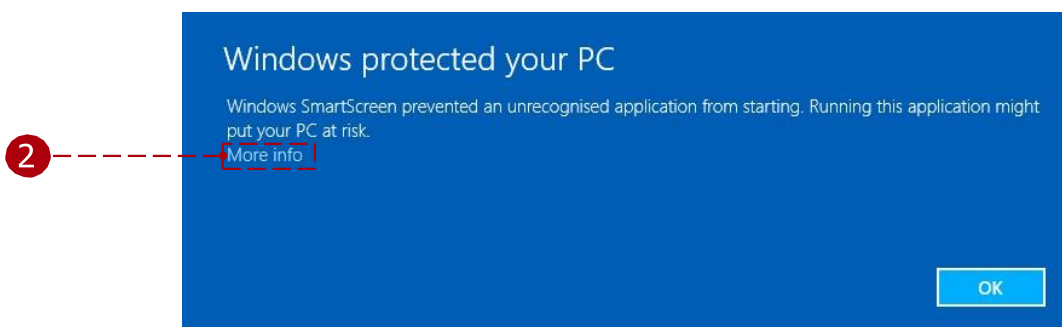 Windows protected your PC
Windows SmartScreen prevented an unrecognised application from starting. Running this application might
put your PC at risk.
2
More info
OK